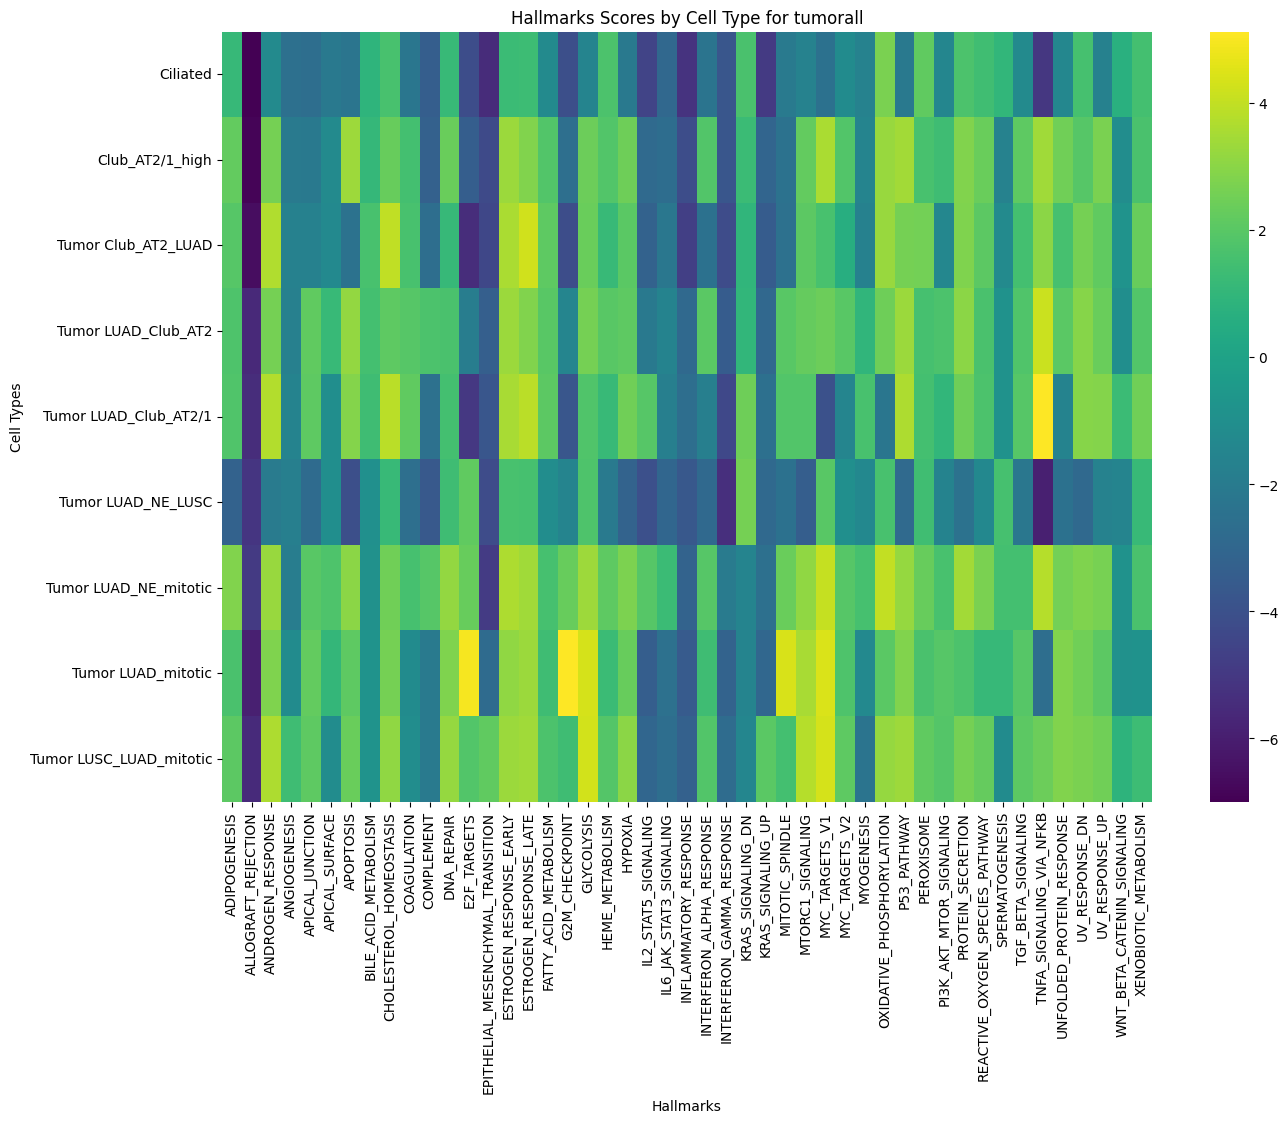 Hallmarks Scores by Cell Type for tumorall
Cell Types
Ciliated
Club_AT2/1_high
Tumor Club_AT2_LUAD
Tumor LUAD_Club_AT2
Tumor LUAD_Club_AT2/1
Tumor LUAD_NE_LUSC
Tumor LUAD_NE_mitotic
Tumor LUAD_mitotic
Tumor LUSC_LUAD_mitotic
ADIPOGENESIS
ALLOGRAFT_REJECTION
ANDROGEN_RESPONSE
ANGIOGENESIS
APICAL_JUNCTION
APICAL_SURFACE
APOPTOSIS
BILE_ACID_METABOLISM
CHOLESTEROL_HOMEOSTASIS
COAGULATION
COMPLEMENT
DNA_REPAIR
E2F_TARGETS
EPITHELIAL_MESENCHYMAL_TRANSITION
ESTROGEN_RESPONSE_EARLY
ESTROGEN_RESPONSE_LATE
FATTY_ACID_METABOLISM
G2M_CHECKPOINT
GLYCOLYSIS
HEME_METABOLISM
HYPOXIA
IL2_STAT5_SIGNALING
IL6_JAK_STAT3_SIGNALING
INFLAMMATORY_RESPONSE
INTERFERON_ALPHA_RESPONSE
INTERFERON_GAMMA_RESPONSE
KRAS_SIGNALING_DN
KRAS_SIGNALING_UP
MITOTIC_SPINDLE
MTORC1_SIGNALING
MYC_TARGETS_V1
MYC_TARGETS_V2
MYOGENESIS
OXIDATIVE_PHOSPHORYLATION
P53_PATHWAY
PEROXISOME
PI3K_AKT_MTOR_SIGNALING
PROTEIN_SECRETION
REACTIVE_OXYGEN_SPECIES_PATHWAY
SPERMATOGENESIS
TGF_BETA_SIGNALING
TNFA_SIGNALING_VIA_NFKB
UNFOLDED_PROTEIN_RESPONSE
UV_RESPONSE_DN
UV_RESPONSE_UP
WNT_BETA_CATENIN_SIGNALING
XENOBIOTIC_METABOLISM
Hallmarks
4
2
0
−2
−4
−6